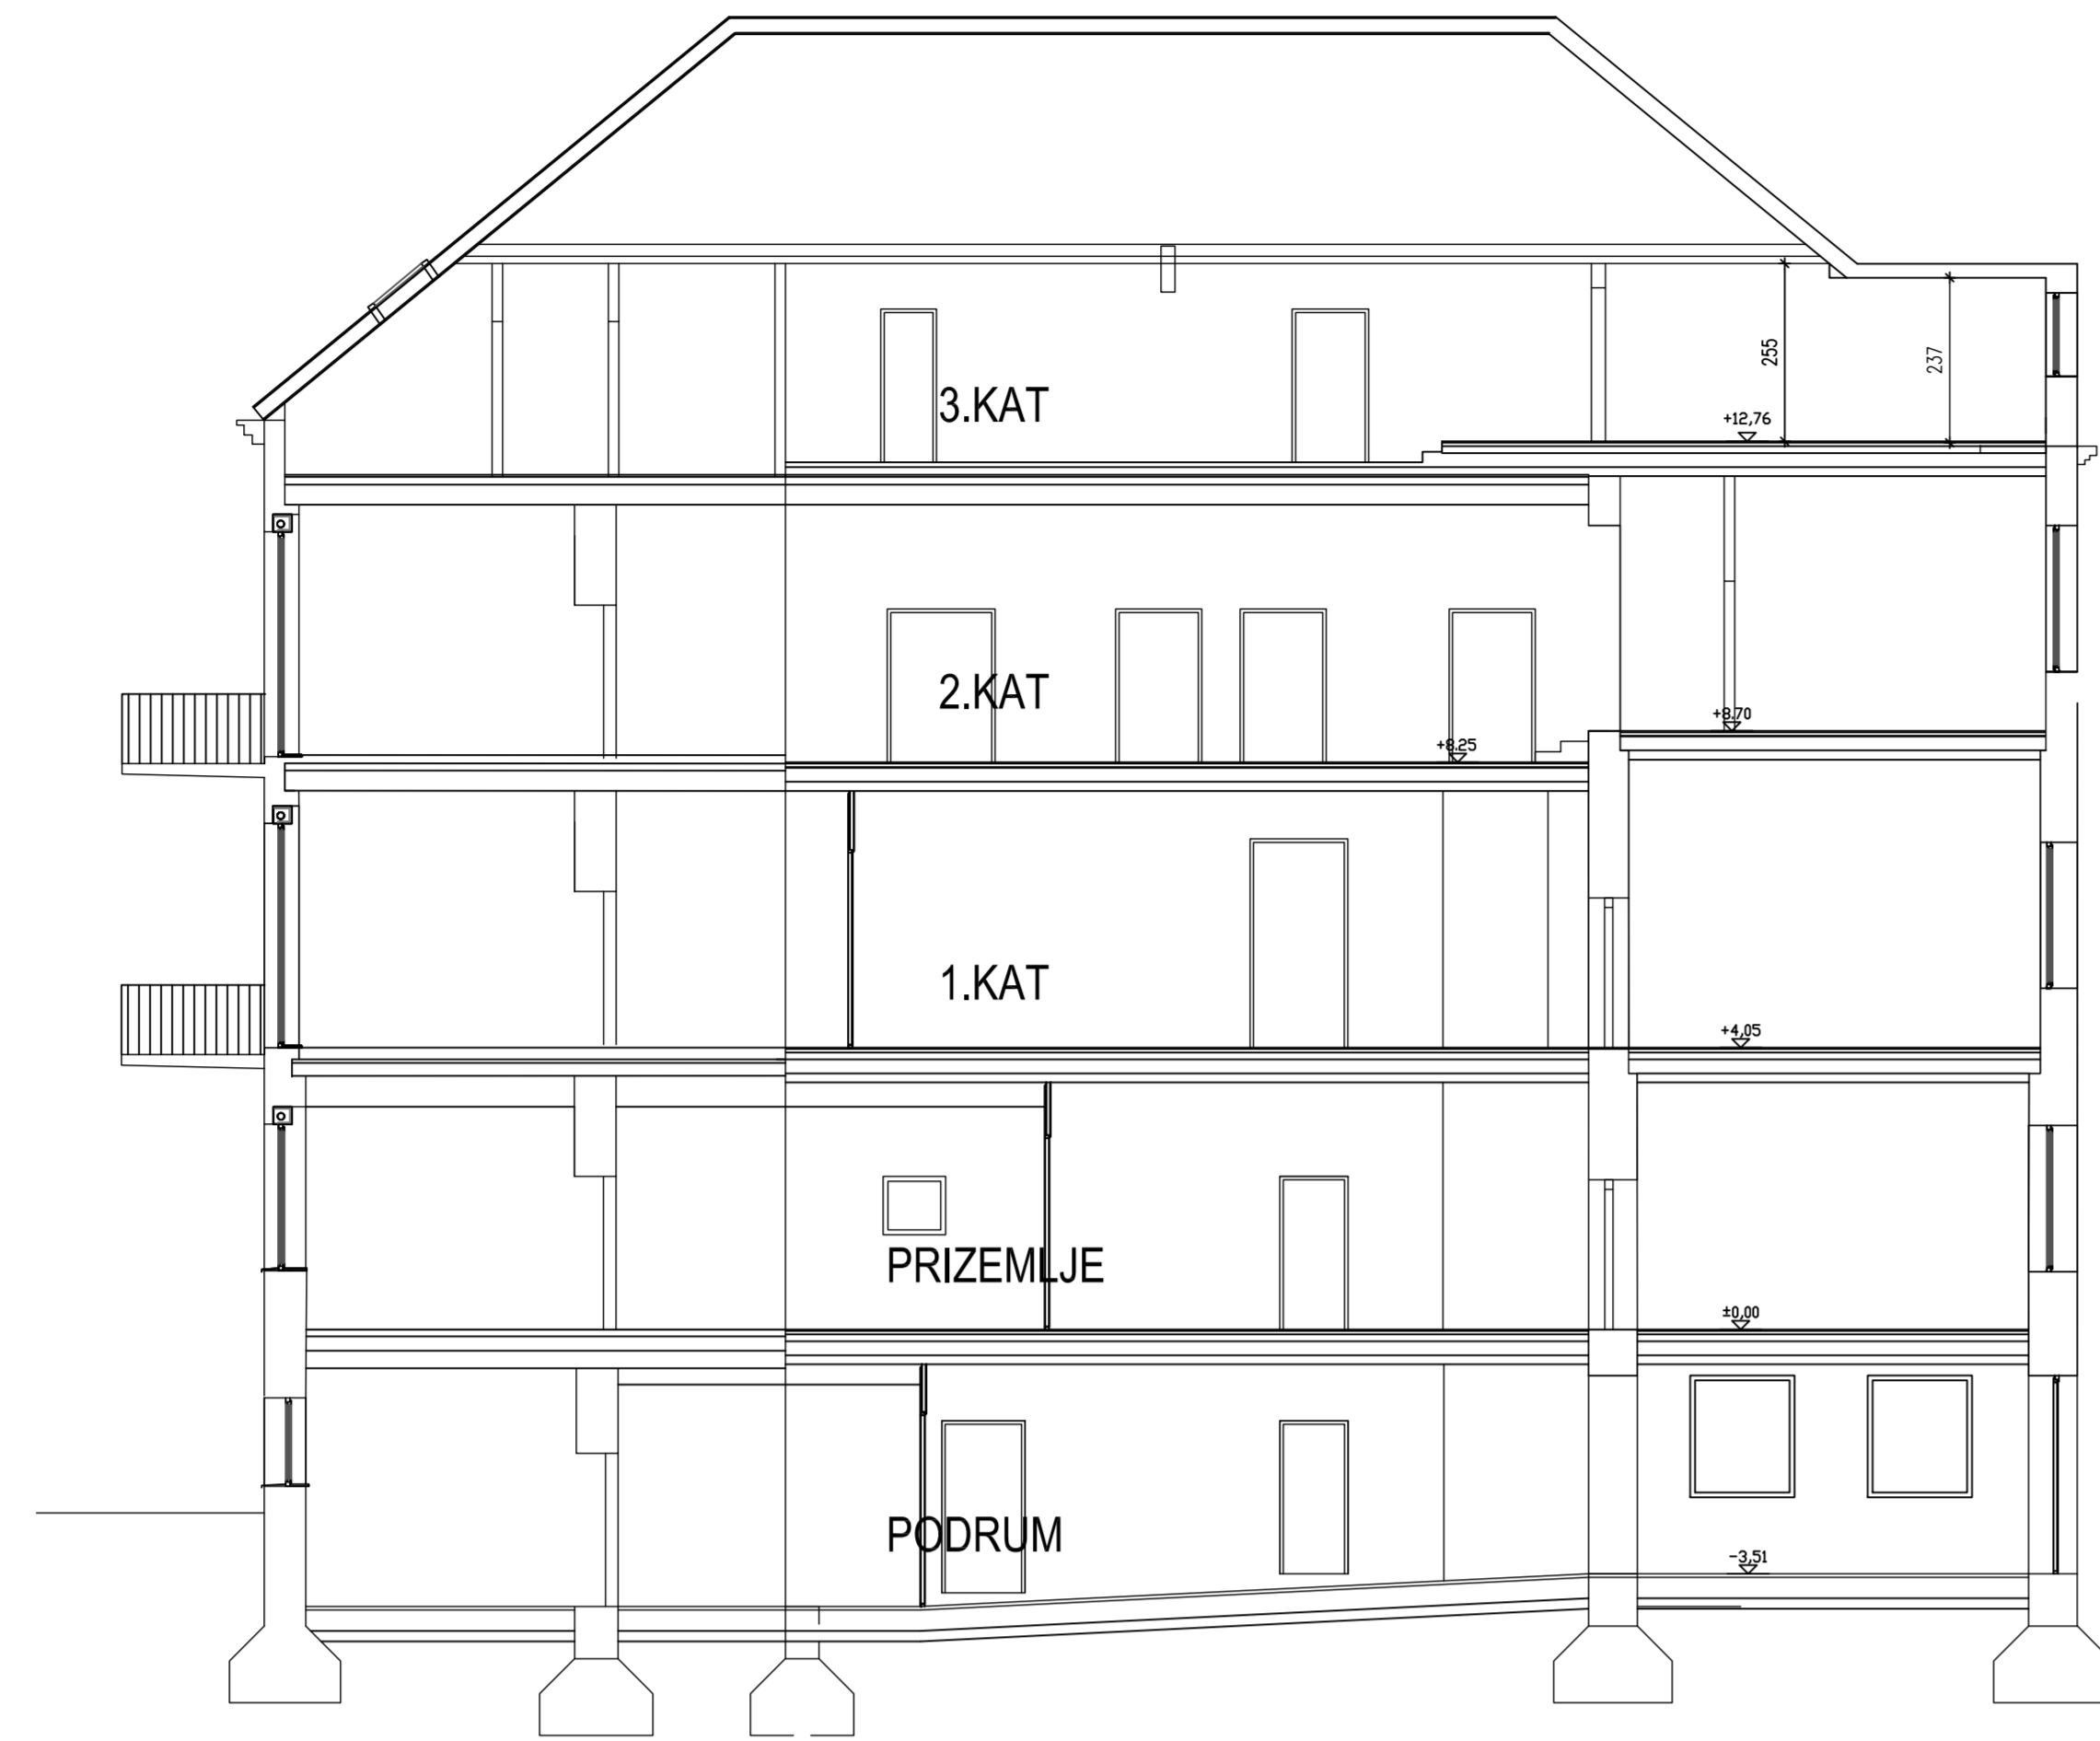 255
237
3.KAT
+12,76
2.KAT
+8.70
+8.25
1.KAT
+4,05
PRIZEMLJE
±0,00
PODRUM
-3,51